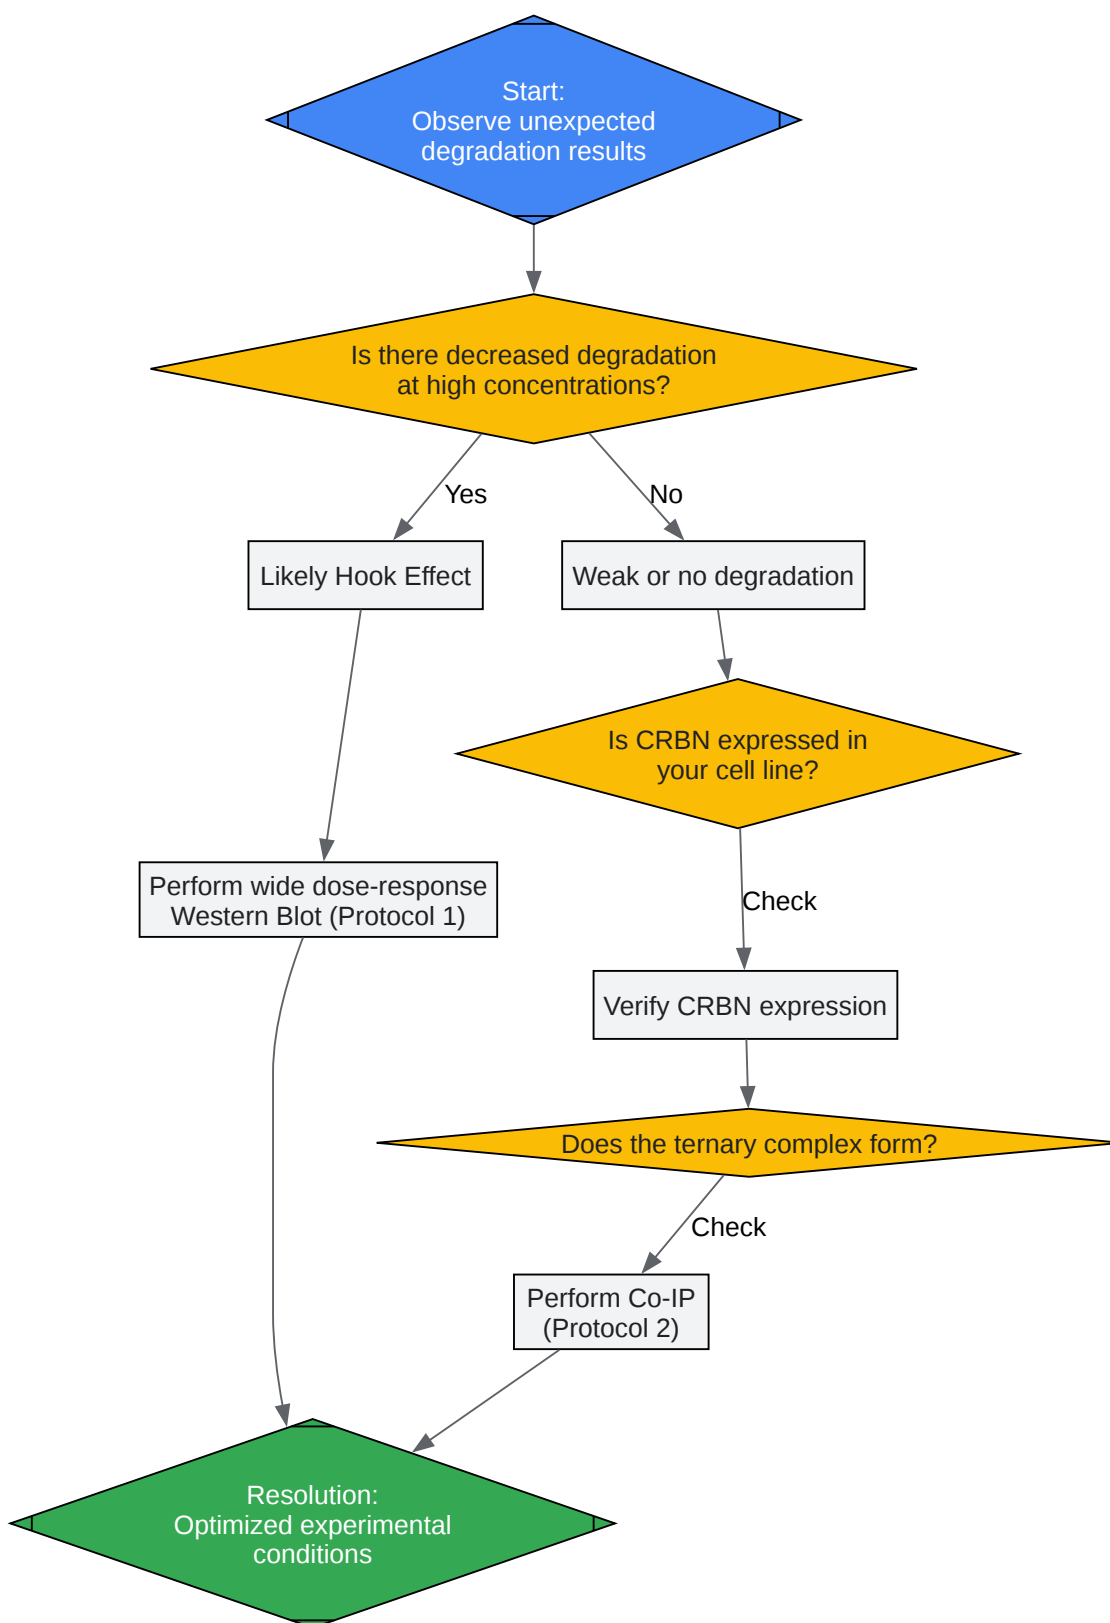 Start:
Observe unexpected
degradation results
Is there decreased degradation
at high concentrations?
Yes
No
Likely Hook Effect
Weak or no degradation
Is CRBN expressed in
your cell line?
Perform wide dose-response
Western Blot (Protocol 1)
Check
Verify CRBN expression
Does the ternary complex form?
Check
Perform Co-IP
(Protocol 2)
Resolution:
Optimized experimental
conditions